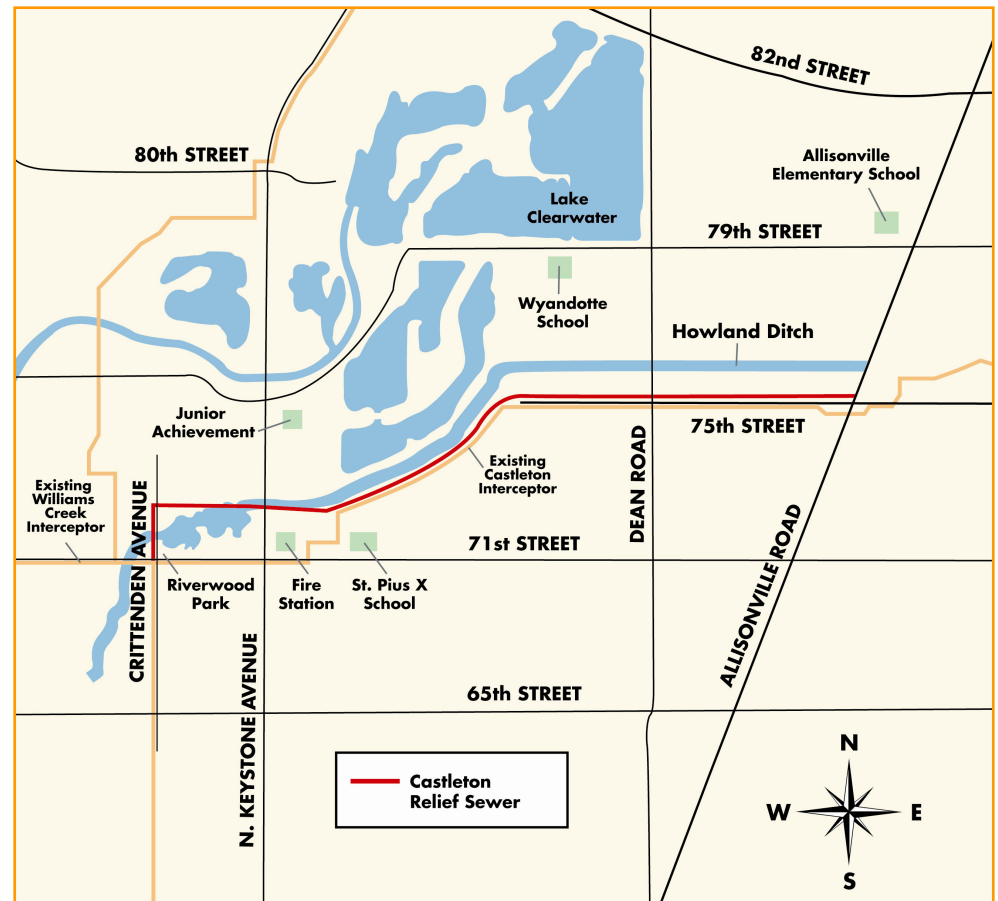 82nd STREET
80th STREET
Allisonville
Elementary School
Lake
Clearwater
79th STREET
Wyandotte
School
Howland Ditch
Junior
Achievement
75th STREET
Existing
Castleton
Interceptor
Existing
Williams
Creek
Interceptor
CRITTENDEN AVENUE
DEAN ROAD
71st STREET
Riverwood
Park
Fire
Station
St. Pius X
School
ALLISONVILLE ROAD
N. KEYSTONE AVENUE
65th STREET
Castleton
Relief Sewer
N
W
E
S